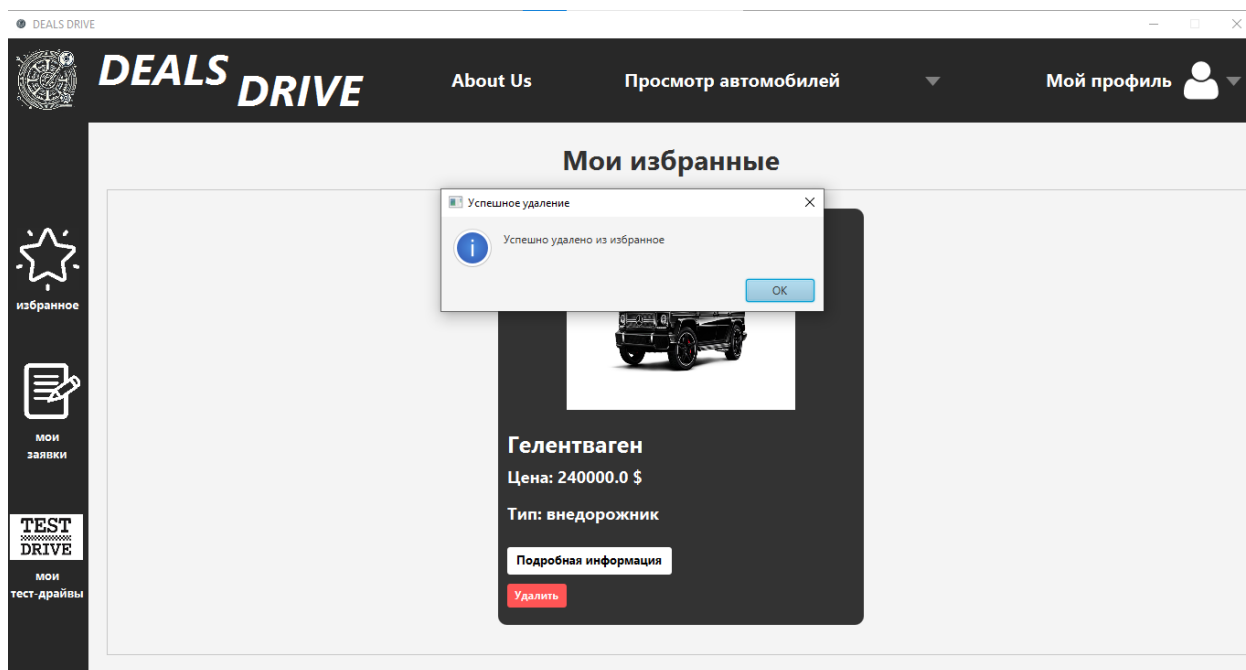 DEALS DRIVE
DEALS DRIVE
About Us
Просмотр автомобилей
Мой профиль
Мои избранные
Успешное удаление
Успешно удалено из избранное
OK
избранное
мои
заявки
TEST
DRIVE
мои
тест-драйвы
Гелентваген
Цена: 240000.0 $
Тип: внедорожник
Подробная информация
Удалить